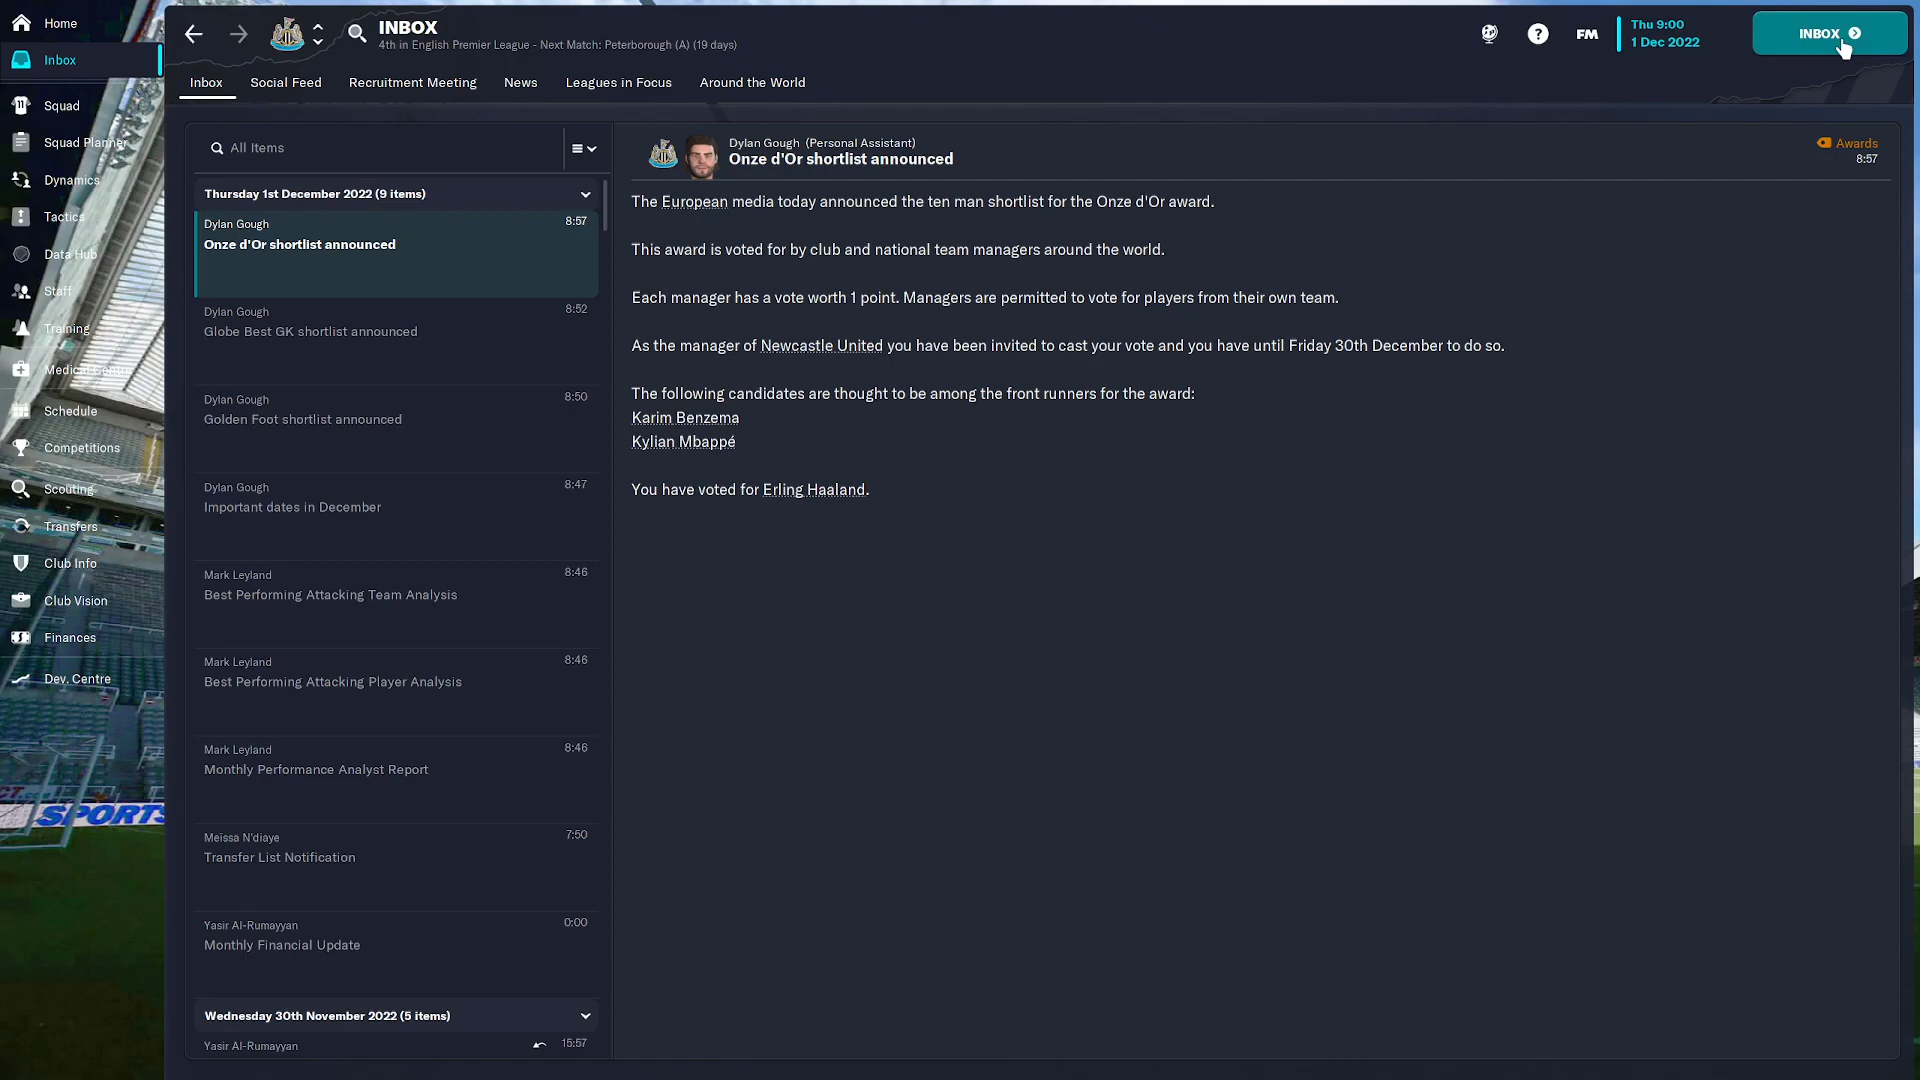 Home
Inbox
Squad
Squad Planner
Dynamics
Tactics
Data Hub
Staff
Training
Medical Centre
Schedule
Competitions
Scouting
Transfers
Club Info
Club Vision
Finances
Dev. Centre
SPORTS
INBOX
4th in English Premier League - Next Match: Peterborough (A) (19 days)
FM
Thu 9:00
1 Dec 2022
INBOX
Inbox
Social Feed
Recruitment Meeting
News
Leagues in Focus
Around the World
All Items
Thursday 1st December 2022 (9 items)
Dylan Gough 8:57
Onze d'Or shortlist announced
Dylan Gough 8:52
Globe Best GK shortlist announced
Dylan Gough 8:50
Golden Foot shortlist announced
Dylan Gough 8:47
Important dates in December
Mark Leyland 8:46
Best Performing Attacking Team Analysis
Mark Leyland 8:46
Best Performing Attacking Player Analysis
Mark Leyland 8:46
Monthly Performance Analyst Report
Meïssa N'diaye 7:50
Transfer List Notification
Yasir Al-Rumayyan 0:00
Monthly Financial Update
Wednesday 30th November 2022 (5 items)
Yasir Al-Rumayyan 15:57
Dylan Gough (Personal Assistant)
Onze d'Or shortlist announced
Awards
8:57
The European media today announced the ten man shortlist for the Onze d'Or award.
This award is voted for by club and national team managers around the world.
Each manager has a vote worth 1 point. Managers are permitted to vote for players from their own team.
As the manager of Newcastle United you have been invited to cast your vote and you have until Friday 30th December to do so.
The following candidates are thought to be among the front runners for the award:
Karim Benzema
Kylian Mbappé
You have voted for Erling Haaland.